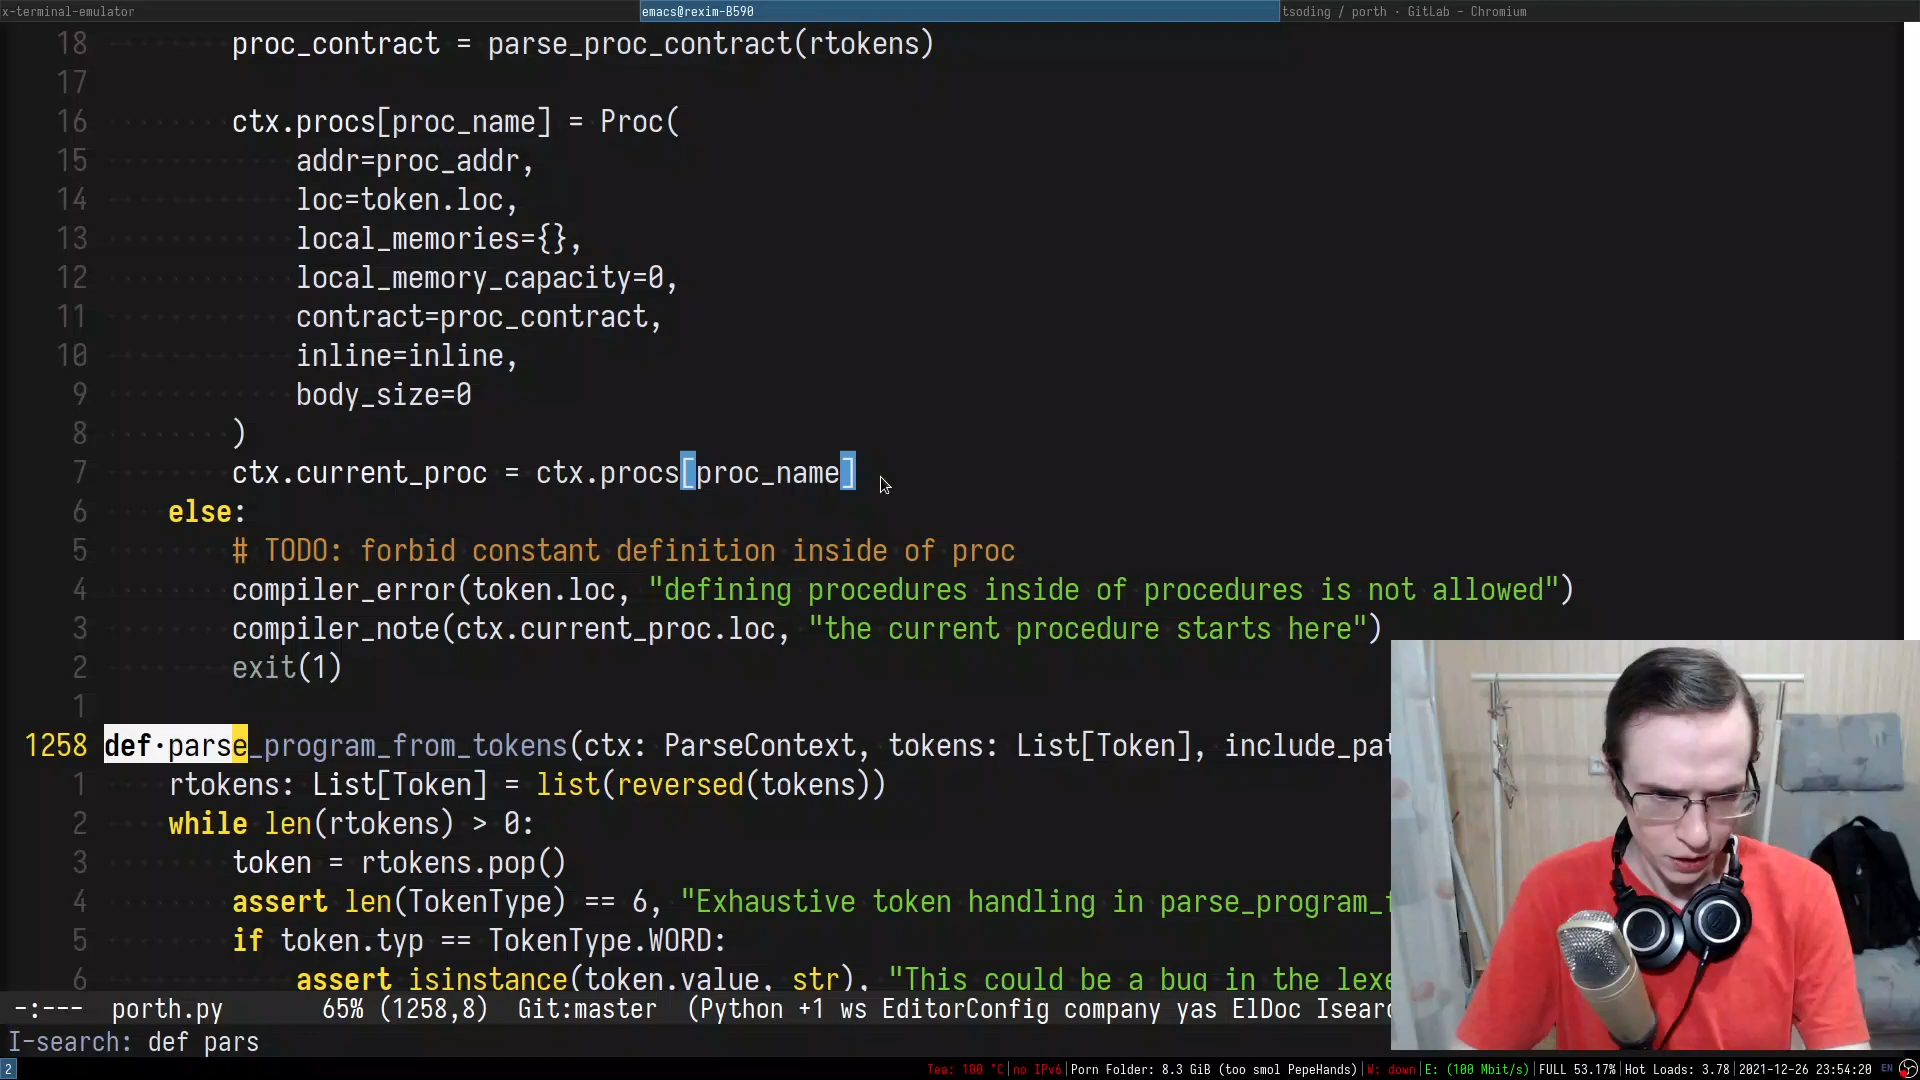 x-terminal-emulator
emacs@rexim-B590
tsoding / porth · GitLab - Chromium
18 proc_contract = parse_proc_contract(rtokens)
17
16 ctx.procs[proc_name] = Proc(
15 addr=proc_addr,
14 loc=token.loc,
13 local_memories={},
12 local_memory_capacity=0,
11 contract=proc_contract,
10 inline=inline,
9 body_size=0
8 )
7 ctx.current_proc = ctx.procs[proc_name]
6 else:
5 # TODO: forbid constant definition inside of proc
4 compiler_error(token.loc, "defining procedures inside of procedures is not allowed")
3 compiler_note(ctx.current_proc.loc, "the current procedure starts here")
2 exit(1)
1
1258 def·parse_program_from_tokens(ctx: ParseContext, tokens: List[Token], include_pat
1 rtokens: List[Token] = list(reversed(tokens))
2 while len(rtokens) > 0:
3 token = rtokens.pop()
4 assert len(TokenType) == 6, "Exhaustive token handling in parse_program_f
5 if token.typ == TokenType.WORD:
6 assert isinstance(token.value, str), "This could be a bug in the lexe
-:--- porth.py 65% (1258,8) Git:master (Python +1 ws EditorConfig company yas ElDoc Isearc
I-search: def pars
2 Tea: 100 °C|no IPv6|Porn Folder: 8.3 GiB (too smol PepeHands)|W: down|E: (100 Mbit/s)|FULL 53.17%|Hot Loads: 3.78|2021-12-26 23:54:20 EN